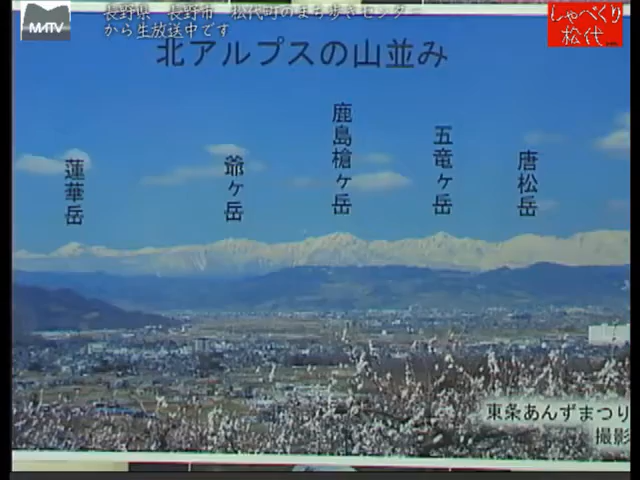 MATV
長野県 長野市 松代町のまち歩きセンター
から生放送中です
しゃべくり
松代
北アルプスの山並み
蓮華岳
爺ヶ岳
鹿島槍ヶ岳
五竜ヶ岳
唐松岳
東条あんずまつり
撮影